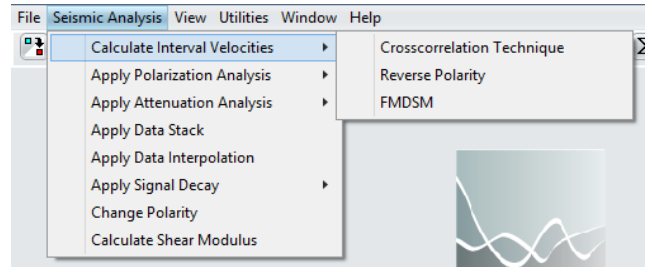 File Seismic Analysis View Utilities Window Help
Calculate Interval Velocities
Apply Polarization Analysis
Apply Attenuation Analysis
Apply Data Stack
Apply Data Interpolation
Apply Signal Decay
Change Polarity
Calculate Shear Modulus
Crosscorrelation Technique
Reverse Polarity
FMDSM